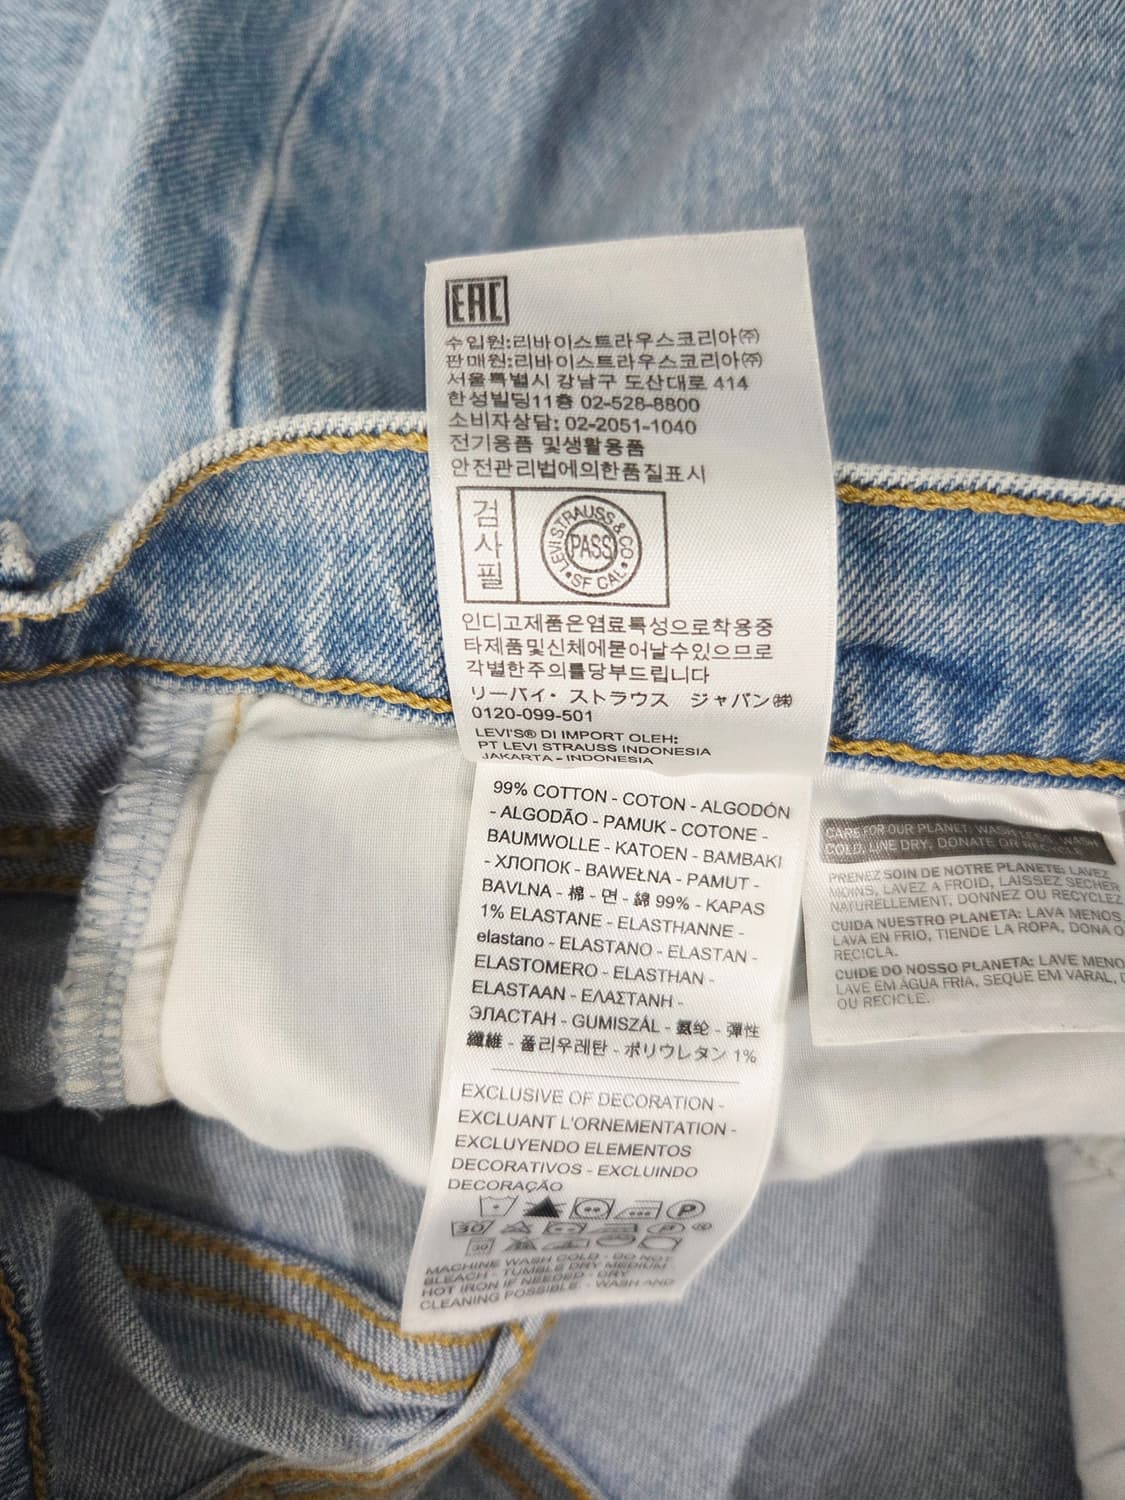 EAC
수입원:리바이스트라우스코리아㈜
판매원:리바이스트라우스코리아㈜
서울특별시 강남구 도산대로 414
한성빌딩11층 02-528-8800
소비자상담: 02-2051-1040
전기용품 및생활용품
안전관리법에의한품질표시
검사필
LEVI STRAUSS & CO
PASS
SF CAL
인디고제품은염료특성으로착용중
타제품및신체에묻어날수있으므로
각별한주의를당부드립니다
リーバイ・ ストラウス ジャパン㈱
0120-099-501
LEVI'S® DI IMPORT OLEH:
PT LEVI STRAUSS INDONESIA
JAKARTA - INDONESIA
99% COTTON - COTON - ALGODÓN
- ALGODÃO - PAMUK - COTONE -
BAUMWOLLE - KATOEN - BAMBAKI
- ХЛОПОК - BAWEŁNA - PAMUT -
BAVLNA - 棉 - 면 - 綿 99% - KAPAS
1% ELASTANE - ELASTHANNE -
elastano - ELASTANO - ELASTAN -
ELASTOMERO - ELASTHAN -
ELASTAAN - ΕΛΑΣΤΑΝΗ -
ЭЛАСТАН - GUMISZÁL - 氨纶 - 彈性
纖維 - 폴리우레탄 - ポリウレタン 1%
EXCLUSIVE OF DECORATION -
EXCLUANT L'ORNEMENTATION -
EXCLUYENDO ELEMENTOS
DECORATIVOS - EXCLUINDO
DECORAÇÃO
P
30 P
30
MACHINE WASH COLD - DO NOT
BLEACH - TUMBLE DRY MEDIUM
HOT IRON IF NEEDED - DRY
CLEANING POSSIBLE. - WASH AND
CARE FOR OUR PLANET: WASH LESS, WASH
COLD, LINE DRY, DONATE OR RECYCLE
PRENEZ SOIN DE NOTRE PLANETE: LAVEZ
MOINS, LAVEZ A FROID, LAISSEZ SECHER
NATURELLEMENT, DONNEZ OU RECYCLEZ
CUIDA NUESTRO PLANETA: LAVA MENOS,
LAVA EN FRIO, TIENDE LA ROPA, DONA O
RECICLA.
CUIDE DO NOSSO PLANETA: LAVE MENO
LAVE EM ÁGUA FRIA, SEQUE EM VARAL,
OU RECICLE.